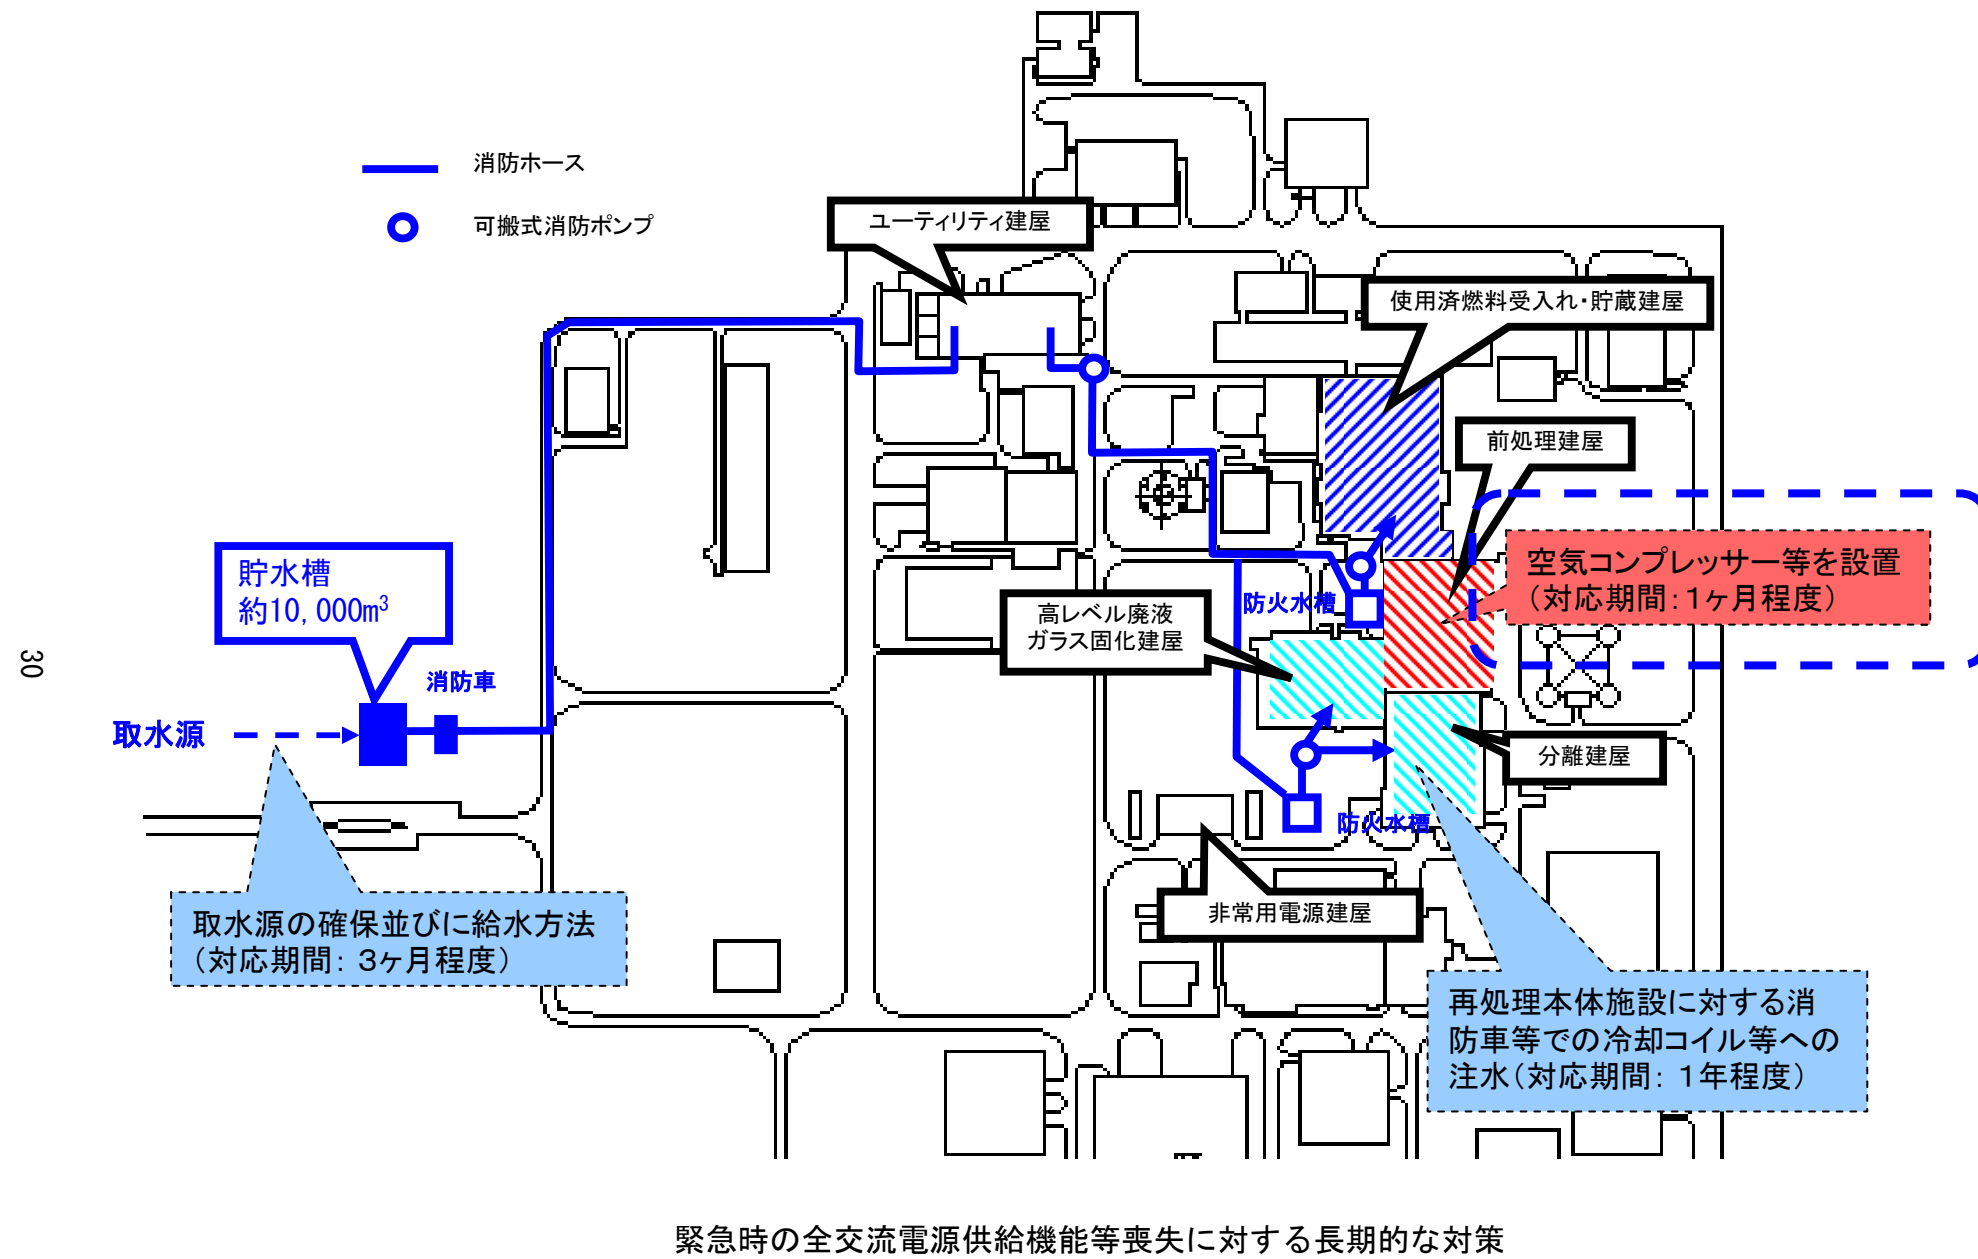 消防ホース
可搬式消防ポンプ
ユーティリティ建屋
使用済燃料受入れ・貯蔵建屋
前処理建屋
空気コンプレッサー等を設置
（対応期間：1ヶ月程度）
貯水槽
約10,000m³
防火水槽
高レベル廃液
ガラス固化建屋
消防車
取水源
分離建屋
防火水槽
非常用電源建屋
取水源の確保並びに給水方法
（対応期間：3ヶ月程度）
再処理本体施設に対する消
防車等での冷却コイル等への
注水（対応期間：1年程度）
30
緊急時の全交流電源供給機能等喪失に対する長期的な対策